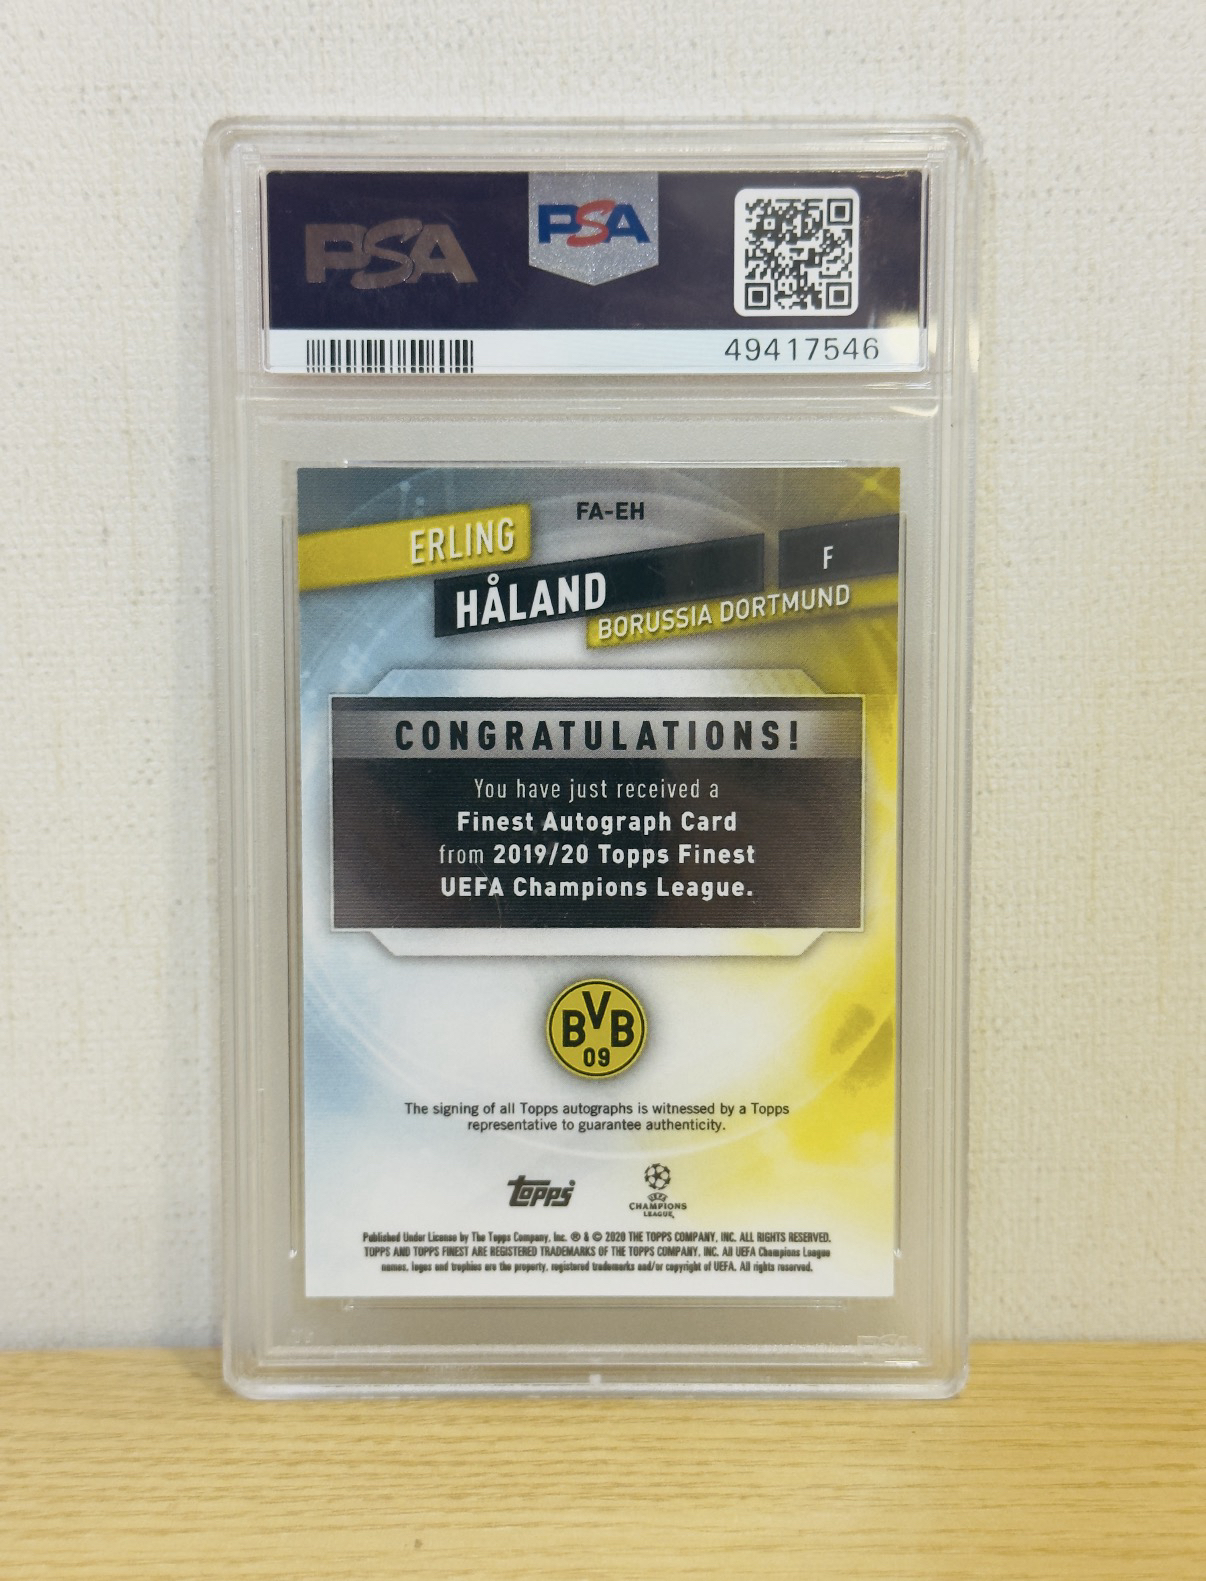 PSA
PSA
49417546
FA-EH
ERLING
HÅLAND
F
BORUSSIA DORTMUND
CONGRATULATIONS!
You have just received a
Finest Autograph Card
from 2019/20 Topps Finest
UEFA Champions League.
BVB
09
The signing of all Topps autographs is witnessed by a Topps
representative to guarantee authenticity.
topps
UEFA
CHAMPIONS
LEAGUE
Published Under License by The Topps Company, Inc. ® & © 2020 THE TOPPS COMPANY, INC. ALL RIGHTS RESERVED.
TOPPS AND TOPPS FINEST ARE REGISTERED TRADEMARKS OF THE TOPPS COMPANY, INC. All UEFA Champions League
names, logos and trophies are the property, registered trademarks and/or copyright of UEFA. All rights reserved.
PSA